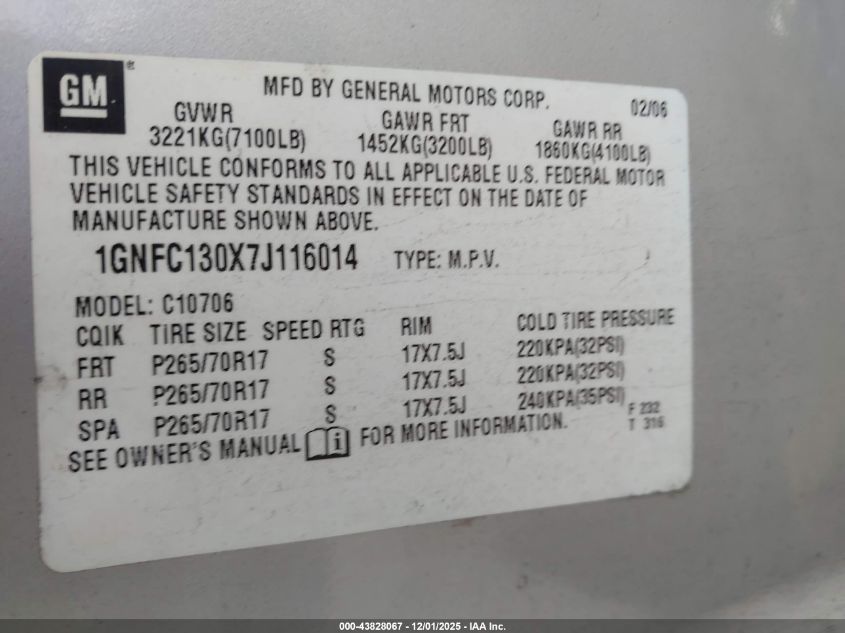 GM
MFD BY GENERAL MOTORS CORP. 02/06
GVWR GAWR FRT GAWR RR
3221KG(7100LB) 1452KG(3200LB) 1860KG(4100LB)
THIS VEHICLE CONFORMS TO ALL APPLICABLE U.S. FEDERAL MOTOR
VEHICLE SAFETY STANDARDS IN EFFECT ON THE DATE OF
MANUFACTURE SHOWN ABOVE.
1GNFC130X7J116014 TYPE: M.P.V.
MODEL: C10706
CQIK TIRE SIZE SPEED RTG RIM COLD TIRE PRESSURE
FRT P265/70R17 S 17X7.5J 220KPA(32PSI)
RR P265/70R17 S 17X7.5J 220KPA(32PSI)
SPA P265/70R17 S 17X7.5J 240KPA(35PSI)
F 232
T 316
SEE OWNER'S MANUAL i FOR MORE INFORMATION.
000-43828067 - 12/01/2025 - IAA Inc.